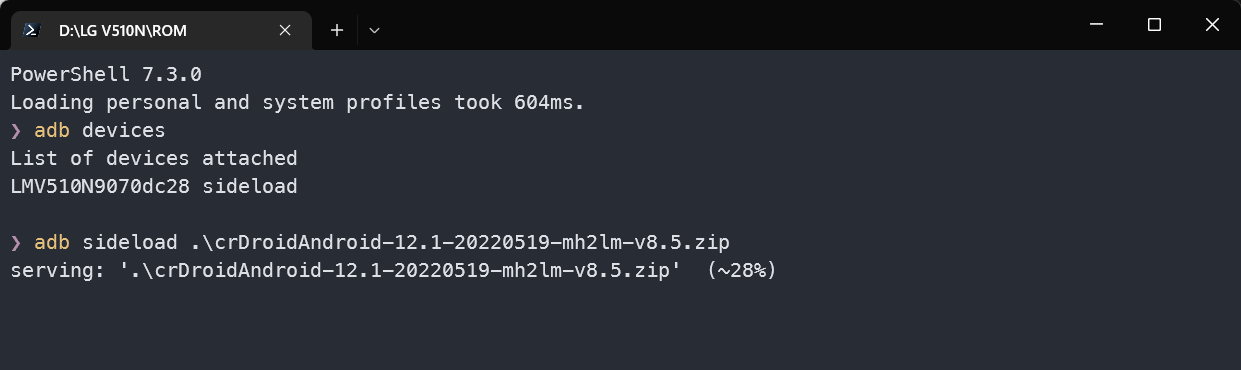 D:\LG V510N\ROM
PowerShell 7.3.0
Loading personal and system profiles took 604ms.
❯ adb devices
List of devices attached
LMV510N9070dc28 sideload
❯ adb sideload .\crDroidAndroid-12.1-20220519-mh2lm-v8.5.zip
serving: '.\crDroidAndroid-12.1-20220519-mh2lm-v8.5.zip'  (~28%)